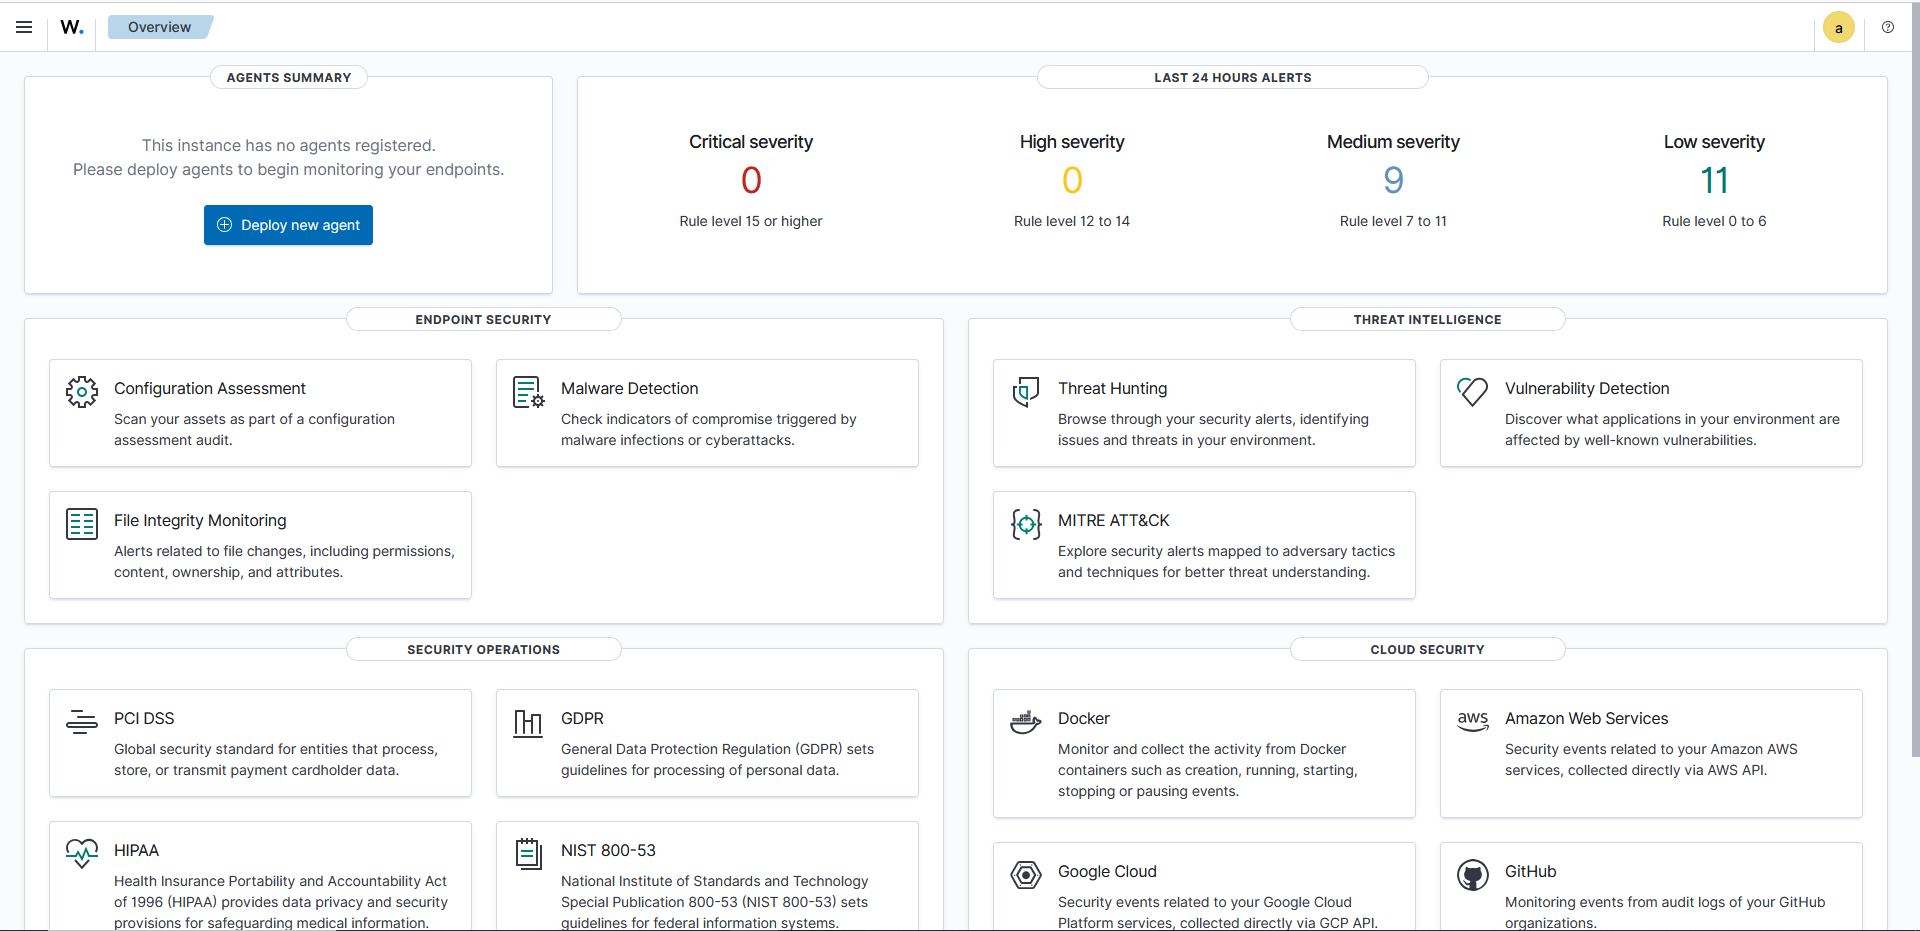 W.
Overview
a
AGENTS SUMMARY
This instance has no agents registered.
Please deploy agents to begin monitoring your endpoints.
Deploy new agent
LAST 24 HOURS ALERTS
Critical severity
0
Rule level 15 or higher
High severity
0
Rule level 12 to 14
Medium severity
9
Rule level 7 to 11
Low severity
11
Rule level 0 to 6
ENDPOINT SECURITY
Configuration Assessment
Scan your assets as part of a configuration
assessment audit.
Malware Detection
Check indicators of compromise triggered by
malware infections or cyberattacks.
File Integrity Monitoring
Alerts related to file changes, including permissions,
content, ownership, and attributes.
THREAT INTELLIGENCE
Threat Hunting
Browse through your security alerts, identifying
issues and threats in your environment.
Vulnerability Detection
Discover what applications in your environment are
affected by well-known vulnerabilities.
MITRE ATT&CK
Explore security alerts mapped to adversary tactics
and techniques for better threat understanding.
SECURITY OPERATIONS
PCI DSS
Global security standard for entities that process,
store, or transmit payment cardholder data.
GDPR
General Data Protection Regulation (GDPR) sets
guidelines for processing of personal data.
HIPAA
Health Insurance Portability and Accountability Act
of 1996 (HIPAA) provides data privacy and security
provisions for safeguarding medical information.
NIST 800-53
National Institute of Standards and Technology
Special Publication 800-53 (NIST 800-53) sets
guidelines for federal information systems.
CLOUD SECURITY
Docker
Monitor and collect the activity from Docker
containers such as creation, running, starting,
stopping or pausing events.
aws
Amazon Web Services
Security events related to your Amazon AWS
services, collected directly via AWS API.
Google Cloud
Security events related to your Google Cloud
Platform services, collected directly via GCP API.
GitHub
Monitoring events from audit logs of your GitHub
organizations.